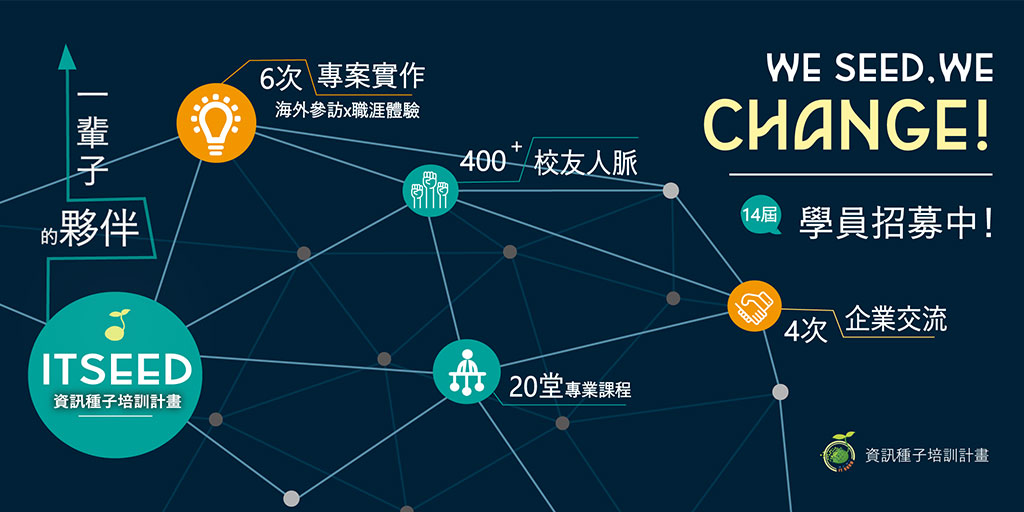 一輩子
的夥伴
ITSEED
資訊種子培訓計畫
6次 專案實作
海外參訪x職涯體驗
400+ 校友人脈
20堂專業課程
4次 企業交流
WE SEED,WE
CHANGE!
14屆 學員招募中!
資訊種子培訓計畫